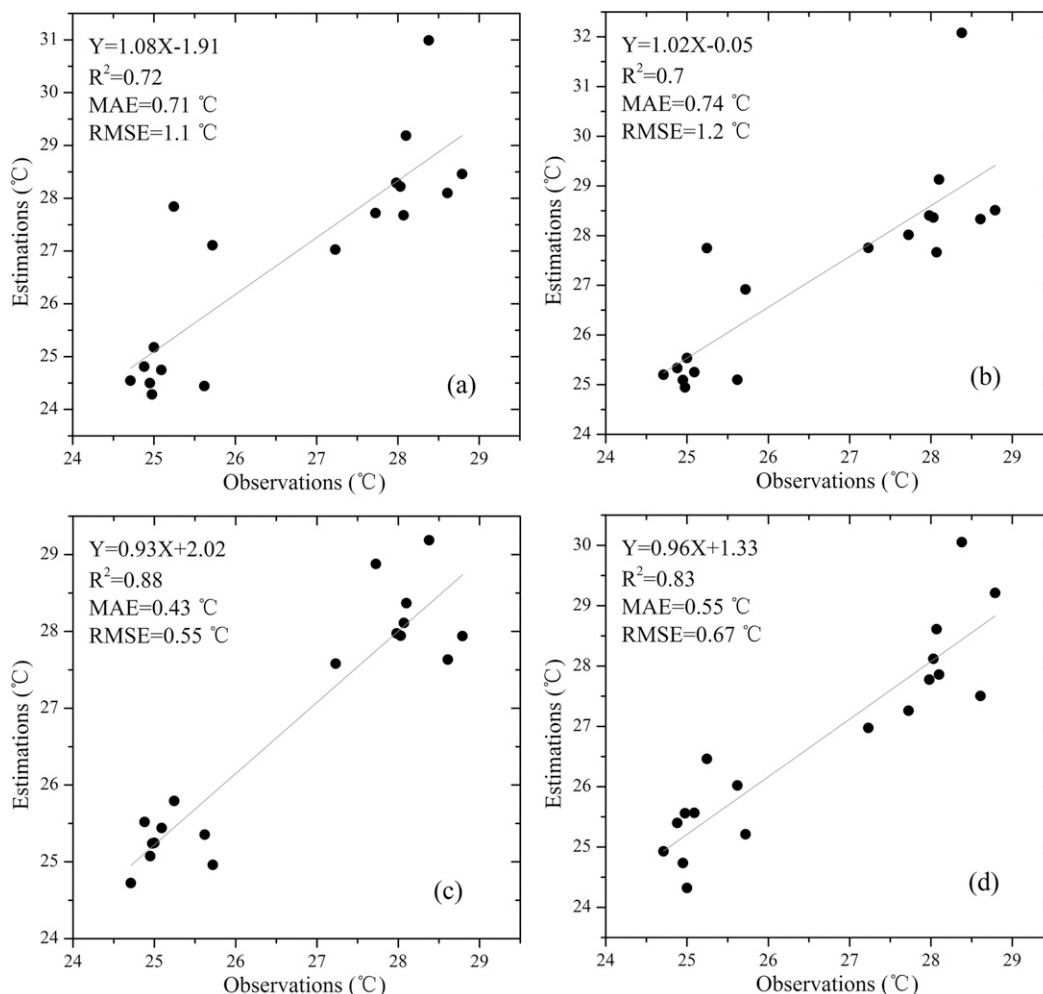 Y=1.08X-1.91
R²=0.72
MAE=0.71 ℃
RMSE=1.1 ℃
31
30
29
28
27
26
25
24
Estimations (℃)
(a)
24 25 26 27 28 29
Observations (℃)
Y=1.02X-0.05
R²=0.7
MAE=0.74 ℃
RMSE=1.2 ℃
32
31
30
29
28
27
26
25
24
Estimations (℃)
(b)
24 25 26 27 28 29
Observations (℃)
Y=0.93X+2.02
R²=0.88
MAE=0.43 ℃
RMSE=0.55 ℃
29
28
27
26
25
24
Estimations (℃)
(c)
24 25 26 27 28 29
Observations (℃)
Y=0.96X+1.33
R²=0.83
MAE=0.55 ℃
RMSE=0.67 ℃
30
29
28
27
26
25
24
Estimations (℃)
(d)
24 25 26 27 28 29
Observations (℃)